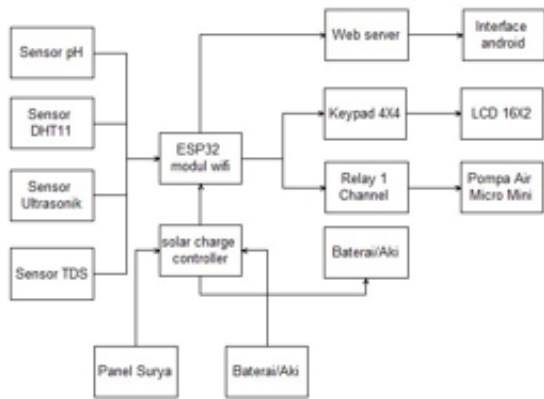 Sensor pH
Sensor
DHT11
Sensor
Ultrasonik
Sensor TDS
ESP32
modul wifi
solar charge
controller
Panel Surya
Baterai/Aki
Web server
Interface
android
Keypad 4X4
LCD 16X2
Relay 1
Channel
Pompa Air
Micro Mini
Baterai/Aki